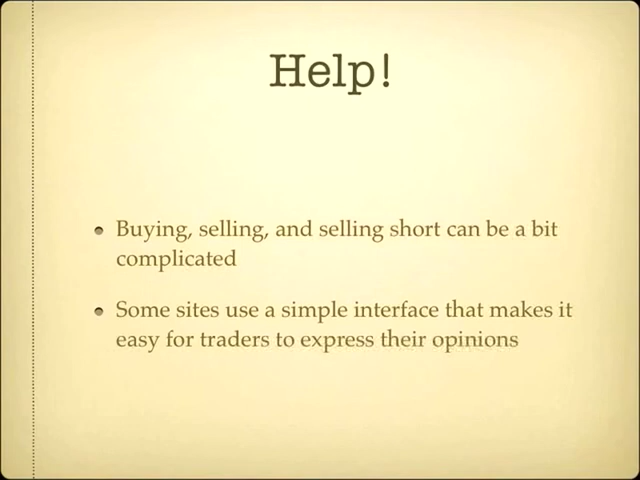 Help!
Buying, selling, and selling short can be a bit
complicated
Some sites use a simple interface that makes it
easy for traders to express their opinions